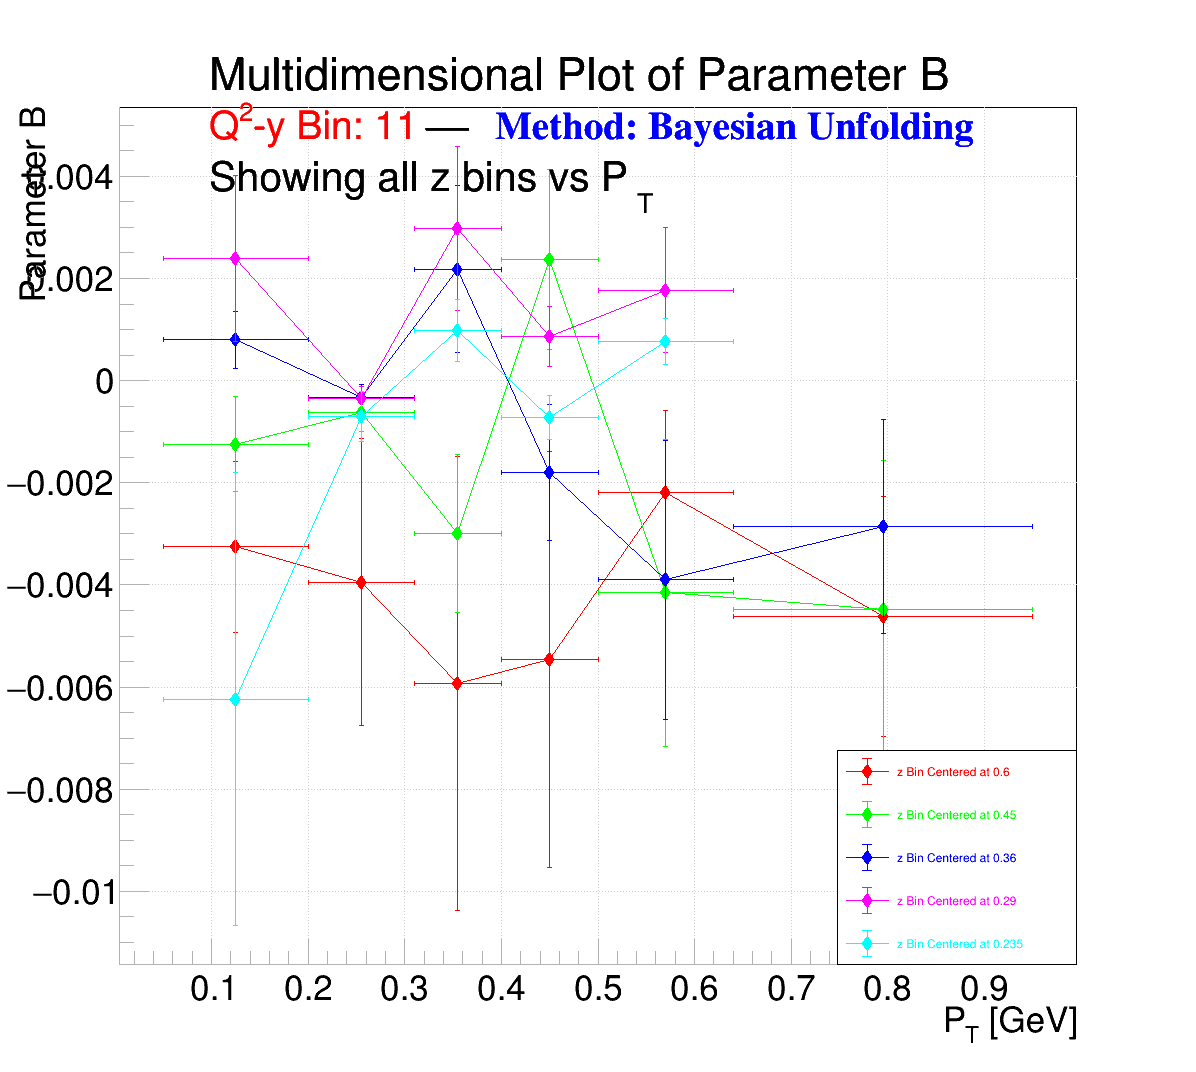 Multidimensional Plot of Parameter B
Q²-y Bin: 11 — Method: Bayesian Unfolding
Showing all z bins vs P_T
Parameter B
0.004
0.002
0
−0.002
−0.004
−0.006
−0.008
−0.01
z Bin Centered at 0.6
z Bin Centered at 0.45
z Bin Centered at 0.36
z Bin Centered at 0.29
z Bin Centered at 0.235
0.1 0.2 0.3 0.4 0.5 0.6 0.7 0.8 0.9
P_T [GeV]